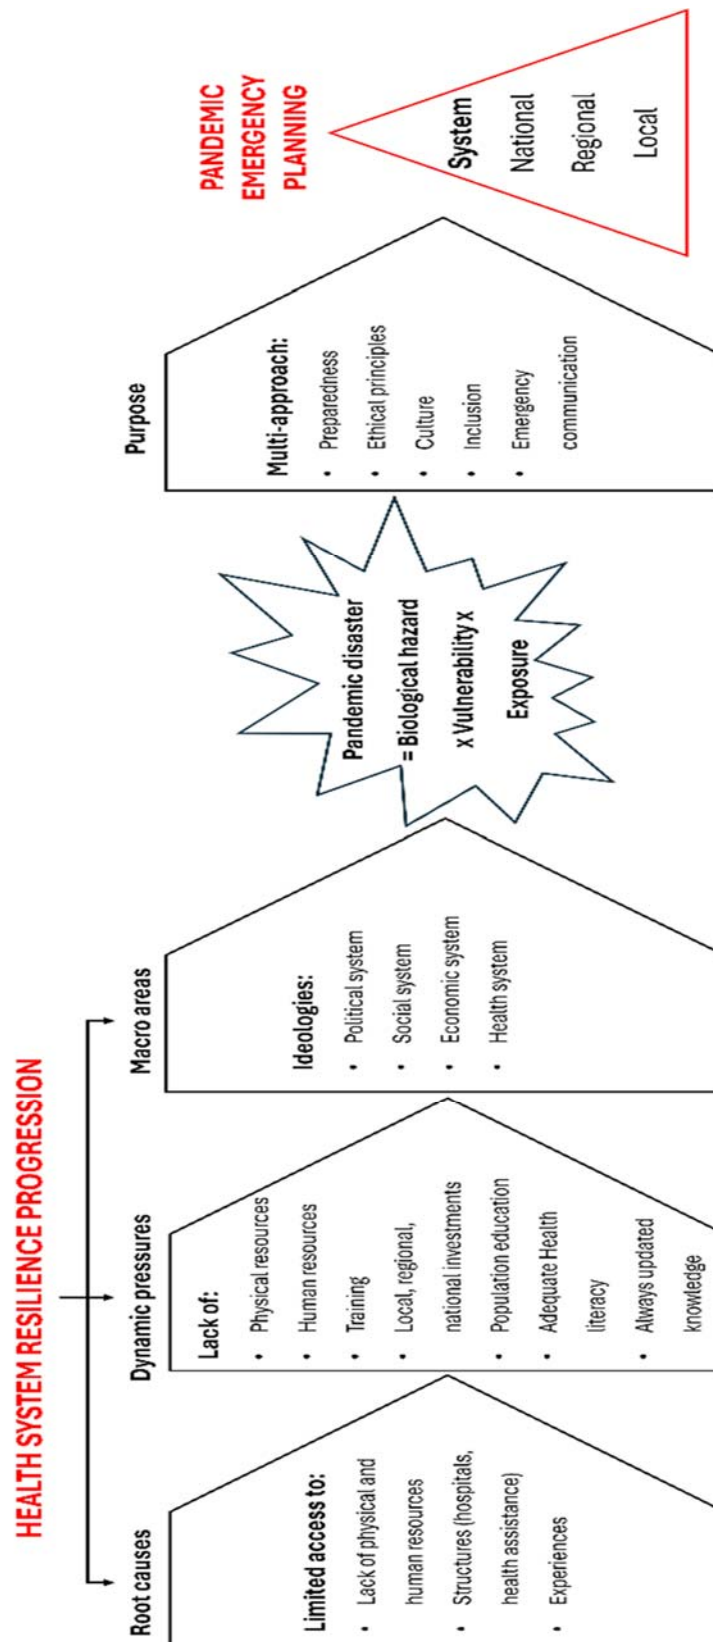 HEALTH SYSTEM RESILIENCE PROGRESSION
Root causes
Limited access to:
• Lack of physical and
human resources
• Structures (hospitals,
health assistance)
• Experiences
Dynamic pressures
Lack of:
• Physical resources
• Human resources
• Training
• Local, regional,
national investments
• Population education
• Adequate Health
literacy
• Always updated
knowledge
Macro areas
Ideologies:
• Political system
• Social system
• Economic system
• Health system
Pandemic disaster
= Biological hazard
x Vulnerability x
Exposure
Purpose
Multi-approach:
• Preparedness
• Ethical principles
• Culture
• Inclusion
• Emergency
communication
PANDEMIC
EMERGENCY
PLANNING
System
National
Regional
Local